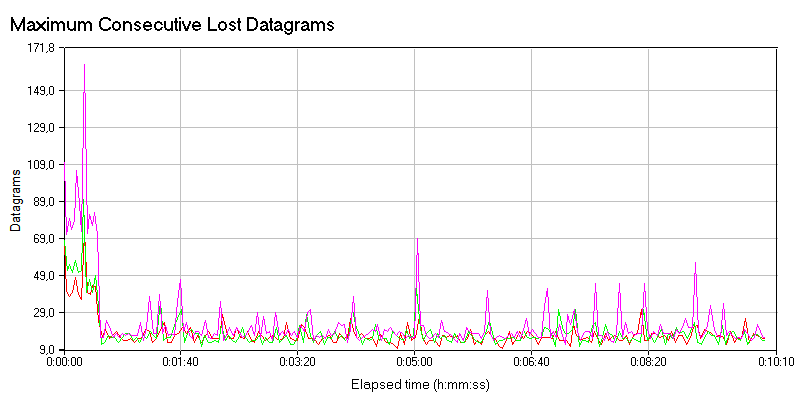 Maximum Consecutive Lost Datagrams
171,8
149,0
129,0
109,0
89,0
69,0
49,0
29,0
9,0
Datagrams
0:00:00 0:01:40 0:03:20 0:05:00 0:06:40 0:08:20 0:10:10
Elapsed time (h:mm:ss)